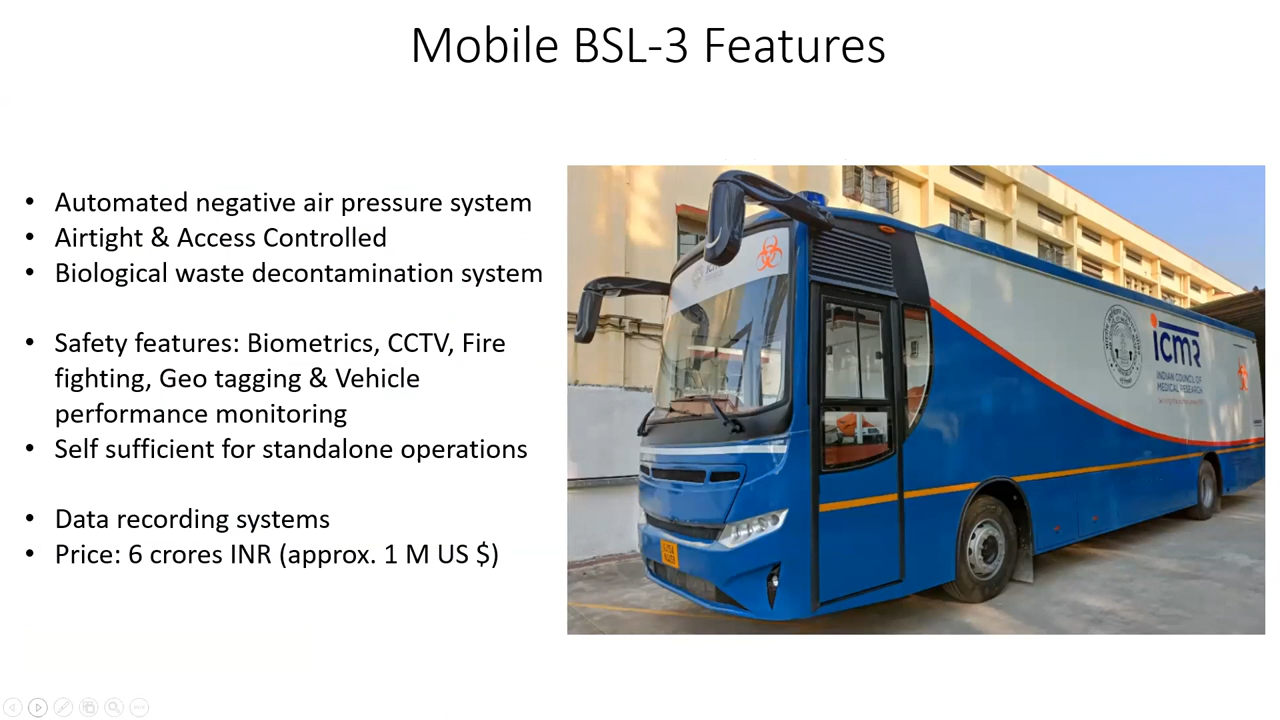 Mobile BSL-3 Features
• Automated negative air pressure system
• Airtight & Access Controlled
• Biological waste decontamination system
• Safety features: Biometrics, CCTV, Fire
fighting, Geo tagging & Vehicle
performance monitoring
• Self sufficient for standalone operations
• Data recording systems
• Price: 6 crores INR (approx. 1 M US $)
icmr
INDIAN COUNCIL OF
MEDICAL RESEARCH